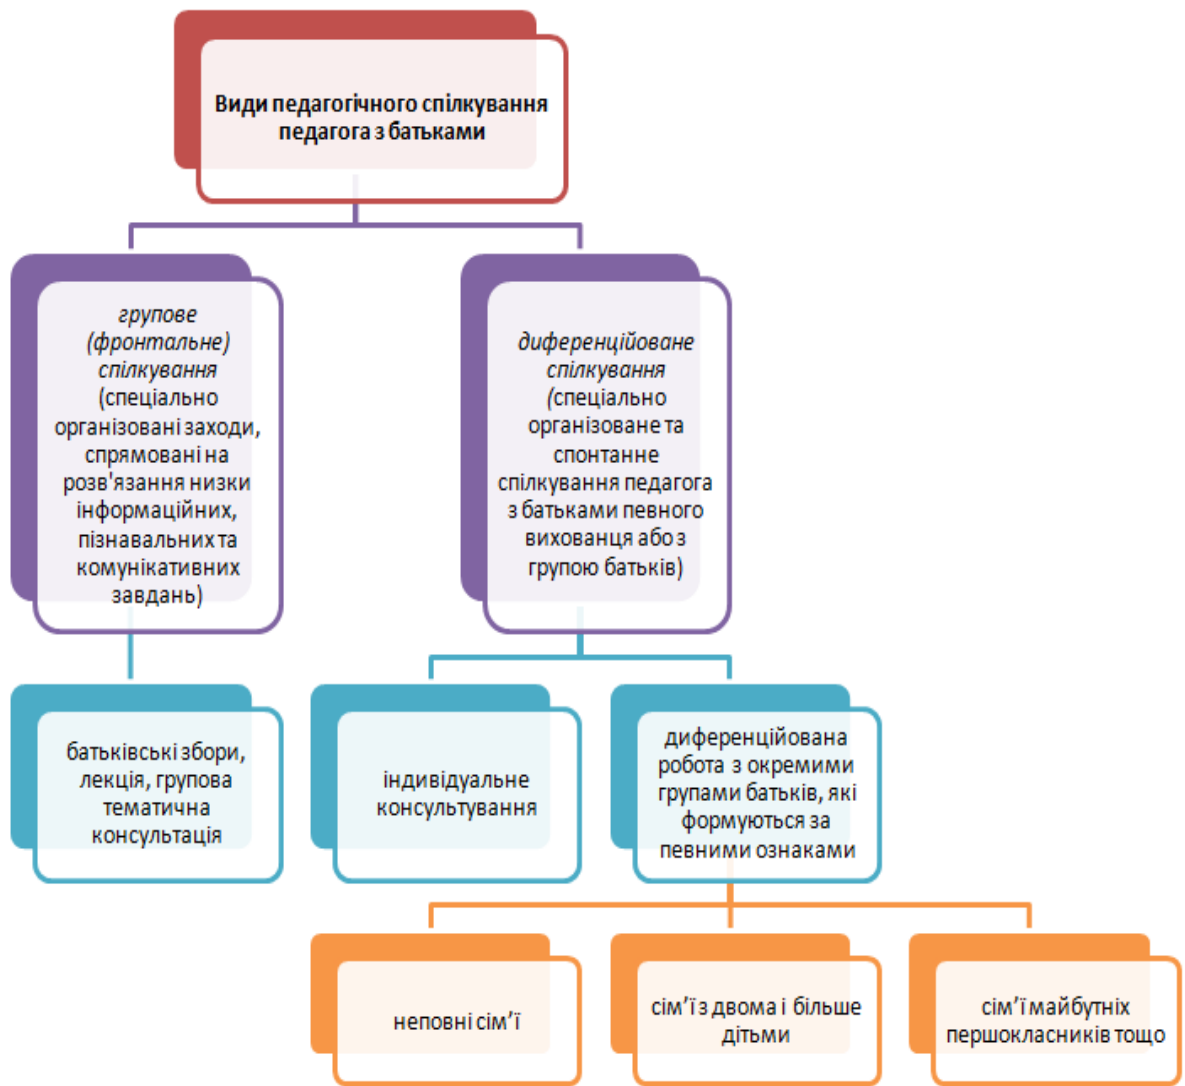 Види педагогічного спілкування
педагога з батьками
групове
(фронтальне)
спілкування
(спеціально
організовані заходи,
спрямовані на
розв'язання низки
інформаційних,
пізнавальних та
комунікативних
завдань)
диференційоване
спілкування
(спеціально
організоване та
спонтанне
спілкування педагога
з батьками певного
вихованця або з
групою батьків)
батьківські збори,
лекція, групова
тематична
консультація
індивідуальне
консультування
диференційована
робота з окремими
групами батьків, які
формуються за
певними ознаками
неповні сім’ї
сім’ї з двома і більше
дітьми
сім’ї майбутніх
першокласників тощо